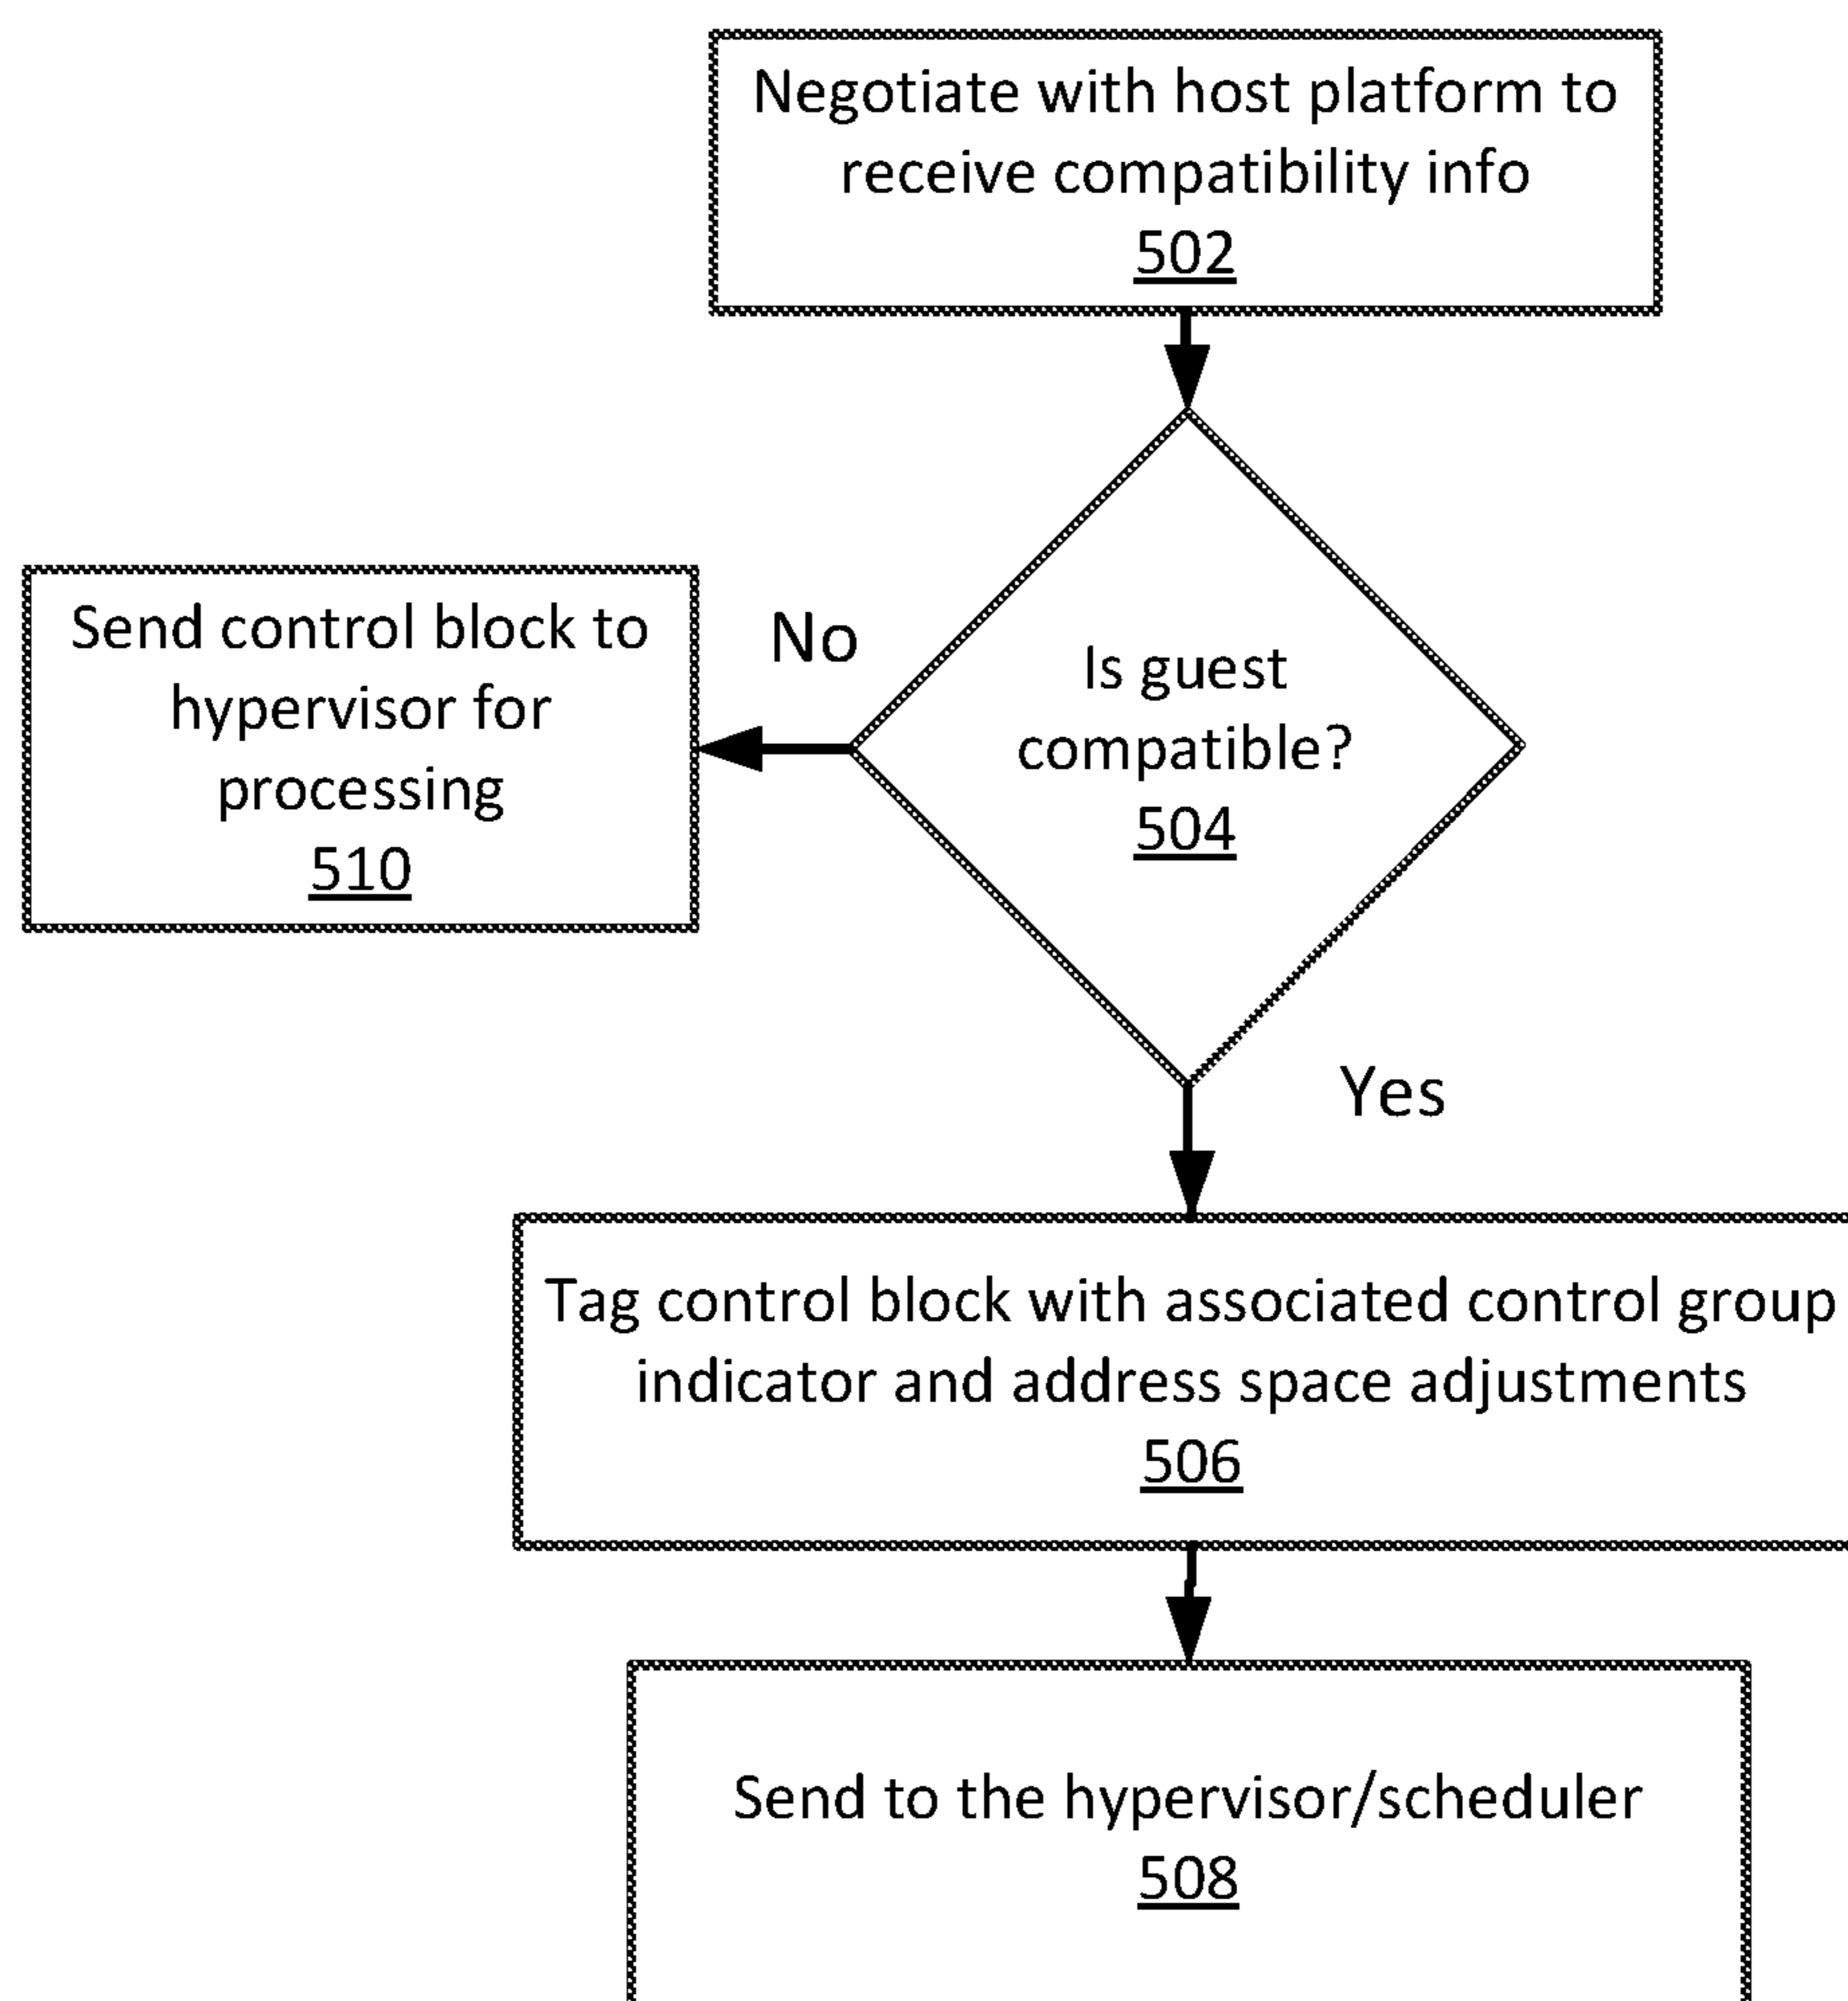 Negotiate with host platform to
receive compatibility info
502
Is guest
compatible?
504
No
Send control block to
hypervisor for
processing
510
Yes
Tag control block with associated control group
indicator and address space adjustments
506
Send to the hypervisor/scheduler
508